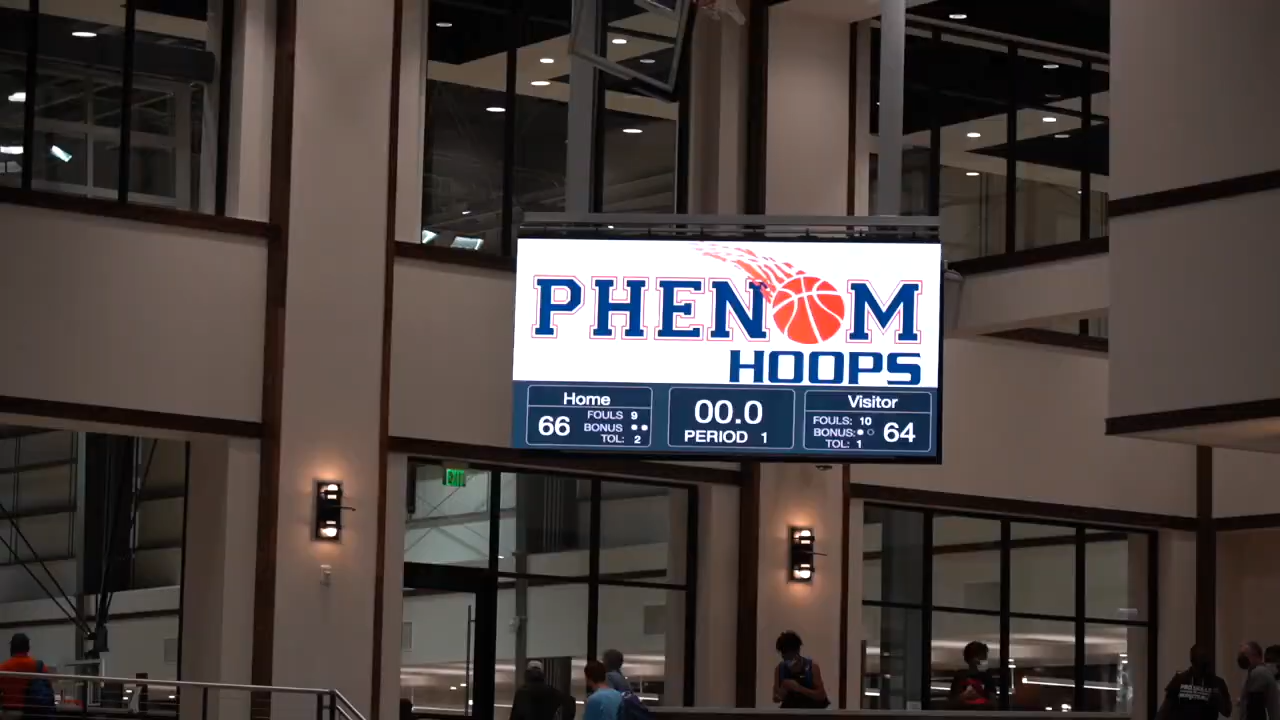 EXIT
PHENOM
HOOPS
Home
66
FOULS 9
BONUS
TOL: 2
00.0
PERIOD 1
Visitor
FOULS: 10
BONUS:
TOL: 1
64